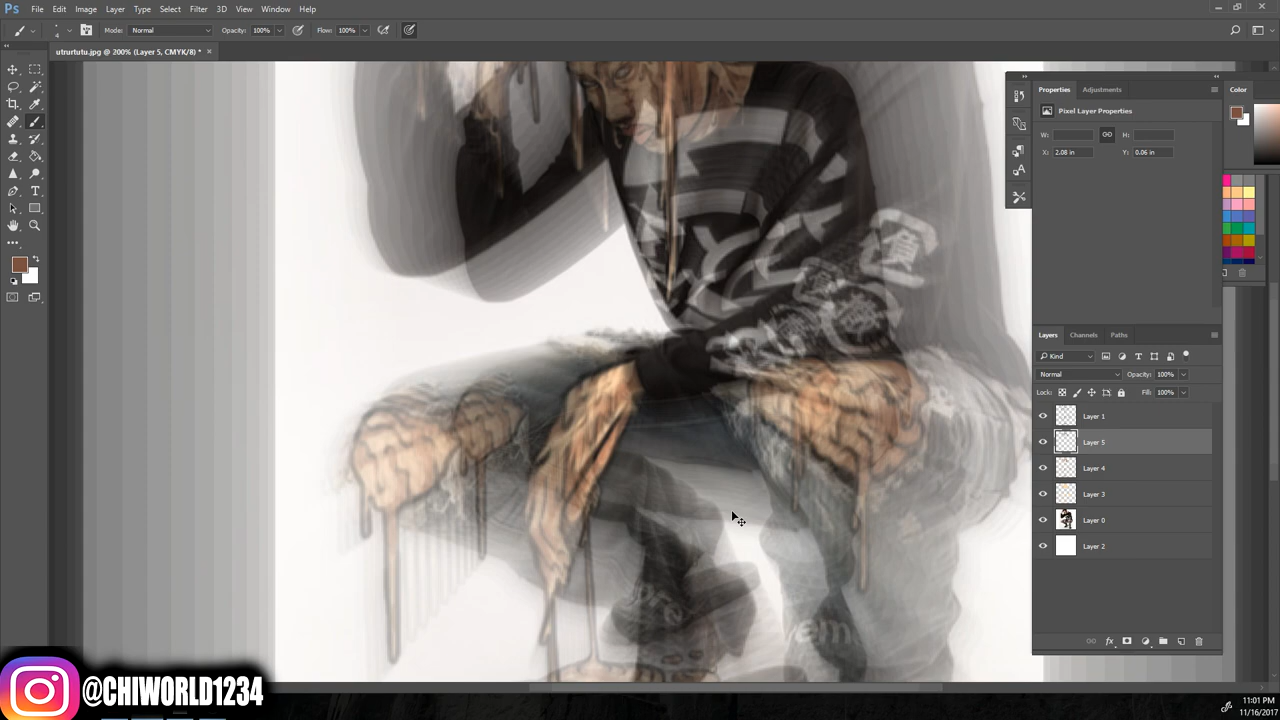 Ps File Edit Image Layer Type Select Filter 3D View Window Help
4 Mode: Normal Opacity: 100% Flow: 100%
utrurtutu.jpg @ 200% (Layer 5, CMYK/8) * ×
Properties Adjustments
Color
Pixel Layer Properties
W: H:
X: 2.08 in Y: 0.06 in
Layers Channels Paths
Kind
Normal Opacity: 100%
Lock: Fill: 100%
Layer 1
Layer 5
Layer 4
Layer 3
Layer 0
Layer 2
fx
@CHIWORLD1234
11:01 PM
11/16/2017